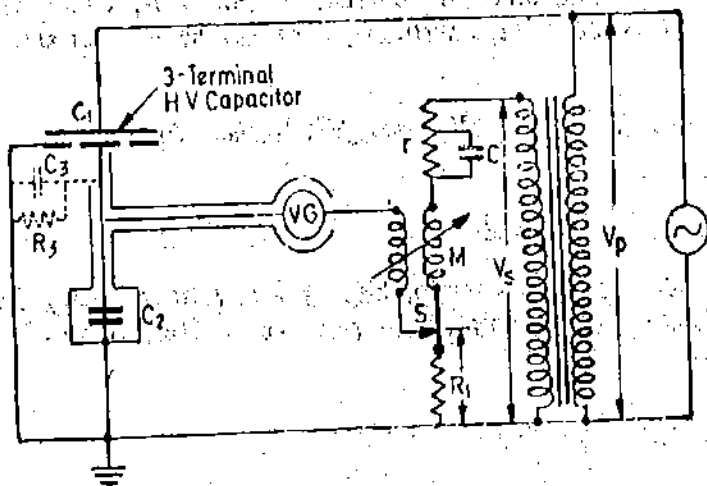 3-Terminal
H V Capacitor
C₁
C₃
R₃
C₂
VG
r
C
M
S
R₁
Vₛ
Vₚ
~